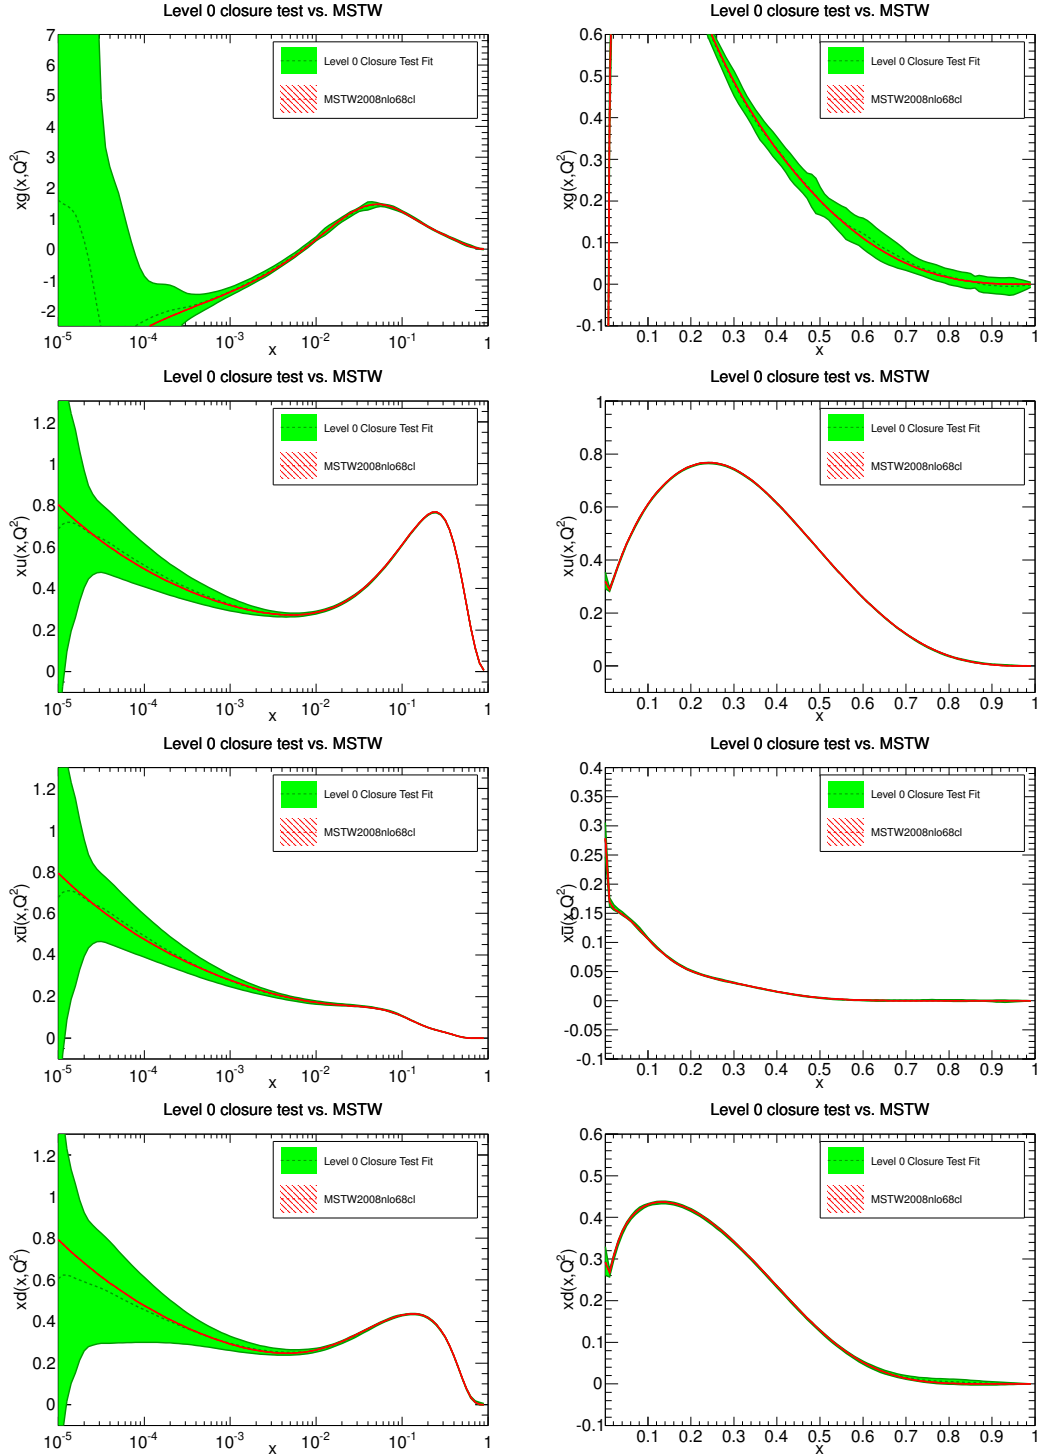 Level 0 closure test vs. MSTW
xg(x,Q²)
7
6
5
4
3
2
1
0
-1
-2
Level 0 Closure Test Fit
MSTW2008nlo68cl
10⁻⁵ 10⁻⁴ 10⁻³ 10⁻² 10⁻¹ 1
x
Level 0 closure test vs. MSTW
xg(x,Q²)
0.6
0.5
0.4
0.3
0.2
0.1
0
-0.1
Level 0 Closure Test Fit
MSTW2008nlo68cl
0.1 0.2 0.3 0.4 0.5 0.6 0.7 0.8 0.9 1
x
Level 0 closure test vs. MSTW
xu(x,Q²)
1.2
1
0.8
0.6
0.4
0.2
0
Level 0 Closure Test Fit
MSTW2008nlo68cl
10⁻⁵ 10⁻⁴ 10⁻³ 10⁻² 10⁻¹ 1
x
Level 0 closure test vs. MSTW
xu(x,Q²)
1
0.8
0.6
0.4
0.2
0
Level 0 Closure Test Fit
MSTW2008nlo68cl
0.1 0.2 0.3 0.4 0.5 0.6 0.7 0.8 0.9 1
x
Level 0 closure test vs. MSTW
xū(x,Q²)
1.2
1
0.8
0.6
0.4
0.2
0
Level 0 Closure Test Fit
MSTW2008nlo68cl
10⁻⁵ 10⁻⁴ 10⁻³ 10⁻² 10⁻¹ 1
x
Level 0 closure test vs. MSTW
xū(x,Q²)
0.4
0.35
0.3
0.25
0.2
0.15
0.1
0.05
0
-0.05
-0.1
Level 0 Closure Test Fit
MSTW2008nlo68cl
0.1 0.2 0.3 0.4 0.5 0.6 0.7 0.8 0.9 1
x
Level 0 closure test vs. MSTW
xd(x,Q²)
1.2
1
0.8
0.6
0.4
0.2
0
Level 0 Closure Test Fit
MSTW2008nlo68cl
10⁻⁵ 10⁻⁴ 10⁻³ 10⁻² 10⁻¹ 1
x
Level 0 closure test vs. MSTW
xd(x,Q²)
0.6
0.5
0.4
0.3
0.2
0.1
0
-0.1
Level 0 Closure Test Fit
MSTW2008nlo68cl
0.1 0.2 0.3 0.4 0.5 0.6 0.7 0.8 0.9 1
x